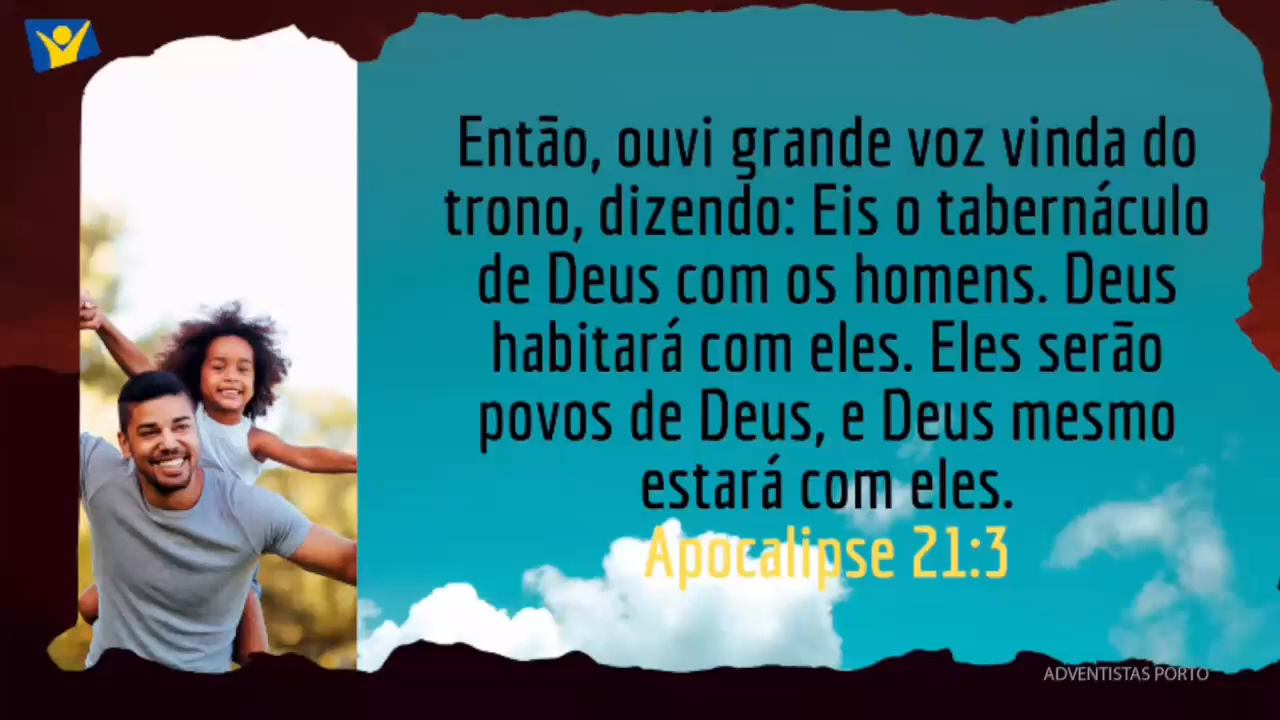 Então, ouvi grande voz vinda do
trono, dizendo: Eis o tabernáculo
de Deus com os homens. Deus
habitará com eles. Eles serão
povos de Deus, e Deus mesmo
estará com eles.
Apocalipse 21:3
ADVENTISTAS PORTO